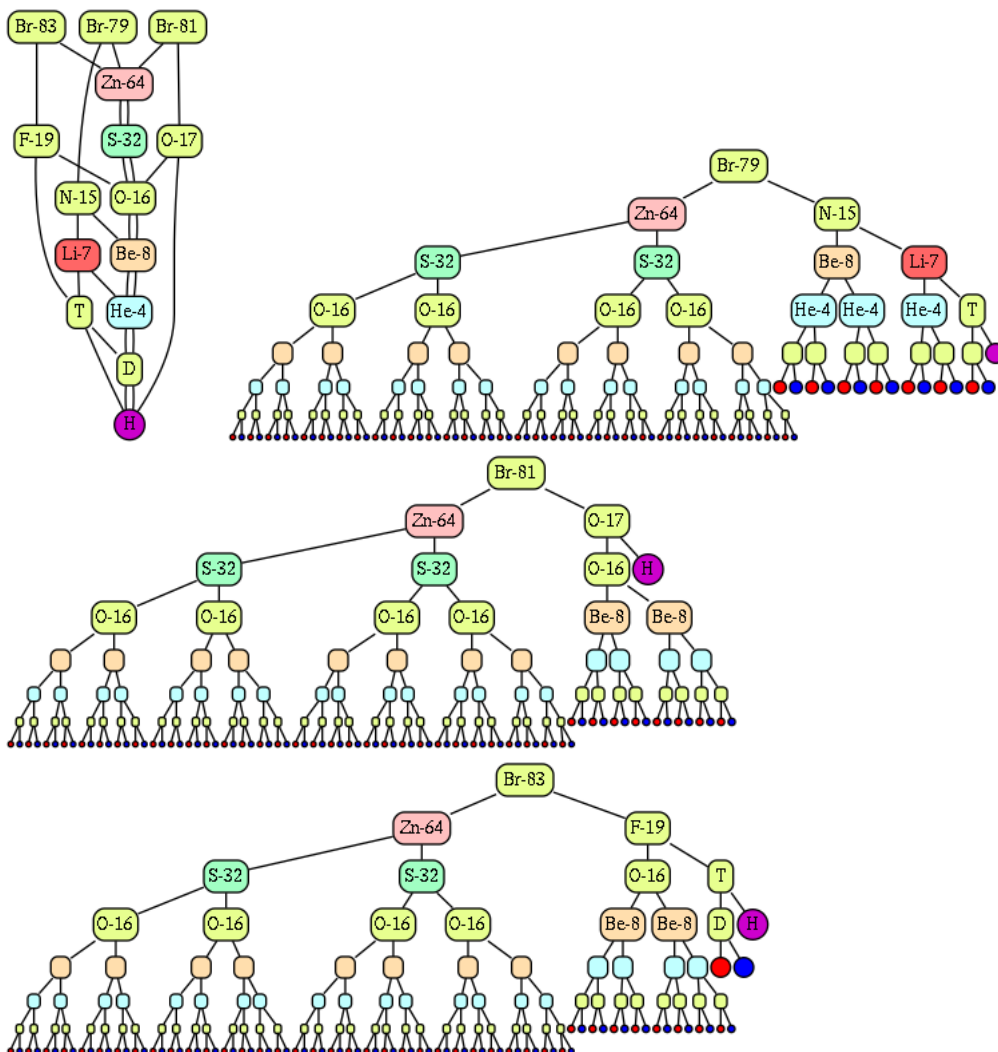 Br-83 Br-79 Br-81
Zn-64
F-19 S-32 O-17
N-15 O-16
Li-7 Be-8
T He-4
D
H
Br-79
Zn-64 N-15
S-32 S-32 Be-8 Li-7
O-16 O-16 O-16 O-16 He-4 He-4 He-4 T
Br-81
Zn-64 O-17
S-32 S-32 O-16 H
O-16 O-16 O-16 O-16 Be-8 Be-8
Br-83
Zn-64 F-19
S-32 S-32 O-16 T
O-16 O-16 O-16 O-16 Be-8 Be-8 D H